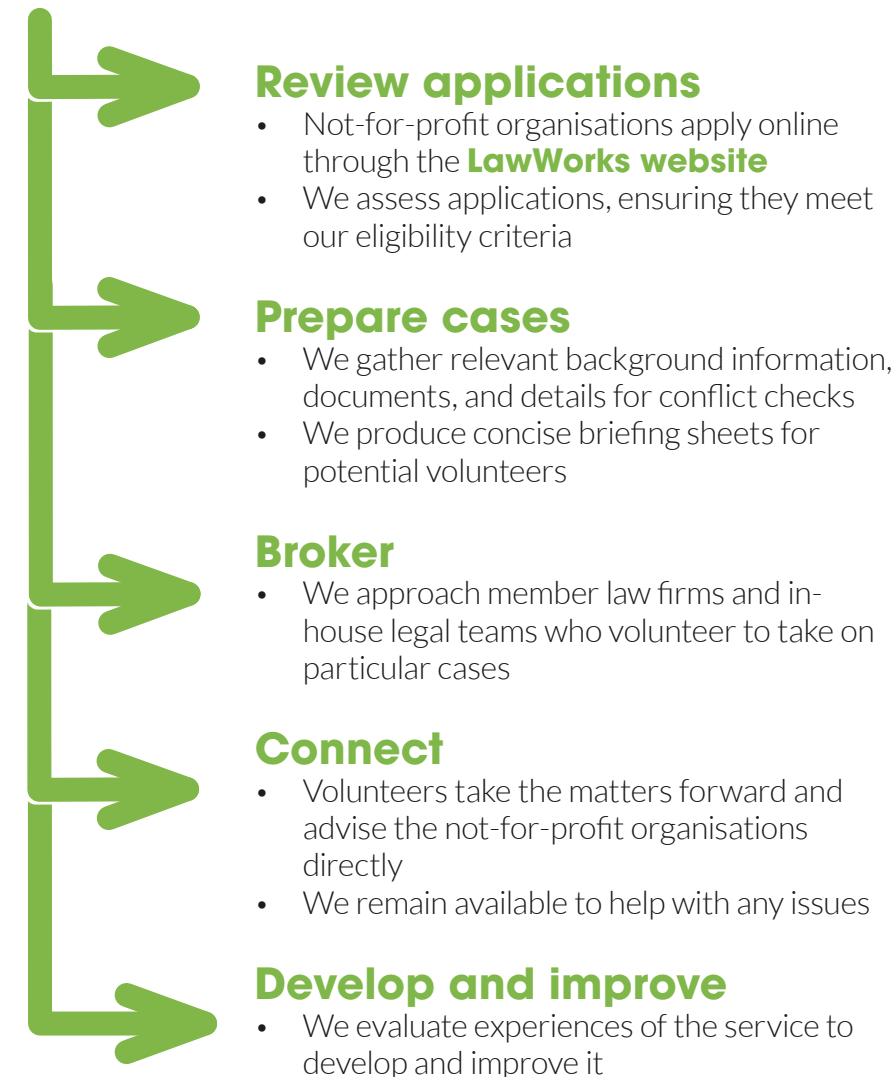 Review applications
• Not-for-profit organisations apply online
through the LawWorks website
• We assess applications, ensuring they meet
our eligibility criteria
Prepare cases
• We gather relevant background information,
documents, and details for conflict checks
• We produce concise briefing sheets for
potential volunteers
Broker
• We approach member law firms and in-
house legal teams who volunteer to take on
particular cases
Connect
• Volunteers take the matters forward and
advise the not-for-profit organisations
directly
• We remain available to help with any issues
Develop and improve
• We evaluate experiences of the service to
develop and improve it